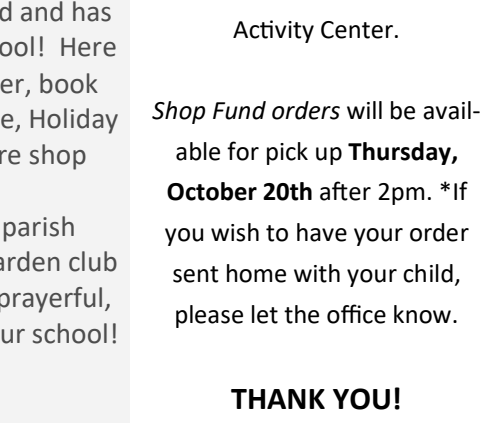 d and has
ool! Here
er, book
e, Holiday
re shop
parish
arden club
prayerful,
ur school!
Activity Center.
Shop Fund orders will be avail-
able for pick up Thursday,
October 20th after 2pm. *If
you wish to have your order
sent home with your child,
please let the office know.
THANK YOU!